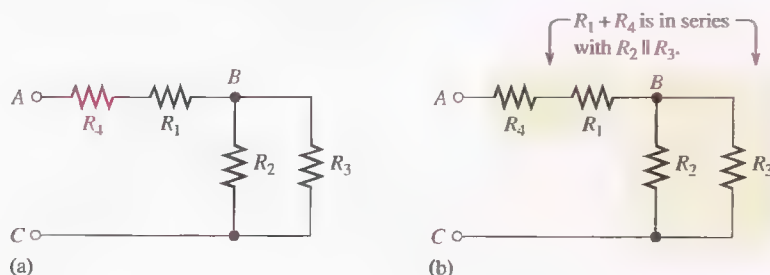 A
R4
R1
B
R2
R3
C
(a)
R1 + R4 is in series
with R2 || R3.
A
R4
R1
B
R2
R3
C
(b)